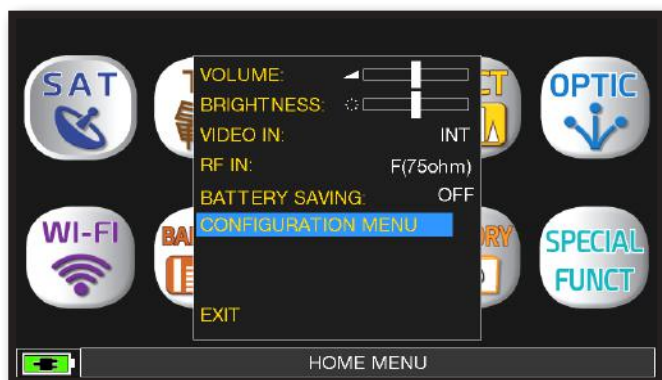 SAT
OPTIC
VOLUME:
BRIGHTNESS:
VIDEO IN: INT
RF IN: F(75ohm)
BATTERY SAVING: OFF
CONFIGURATION MENU
EXIT
WI-FI
SPECIAL
FUNCT
HOME MENU